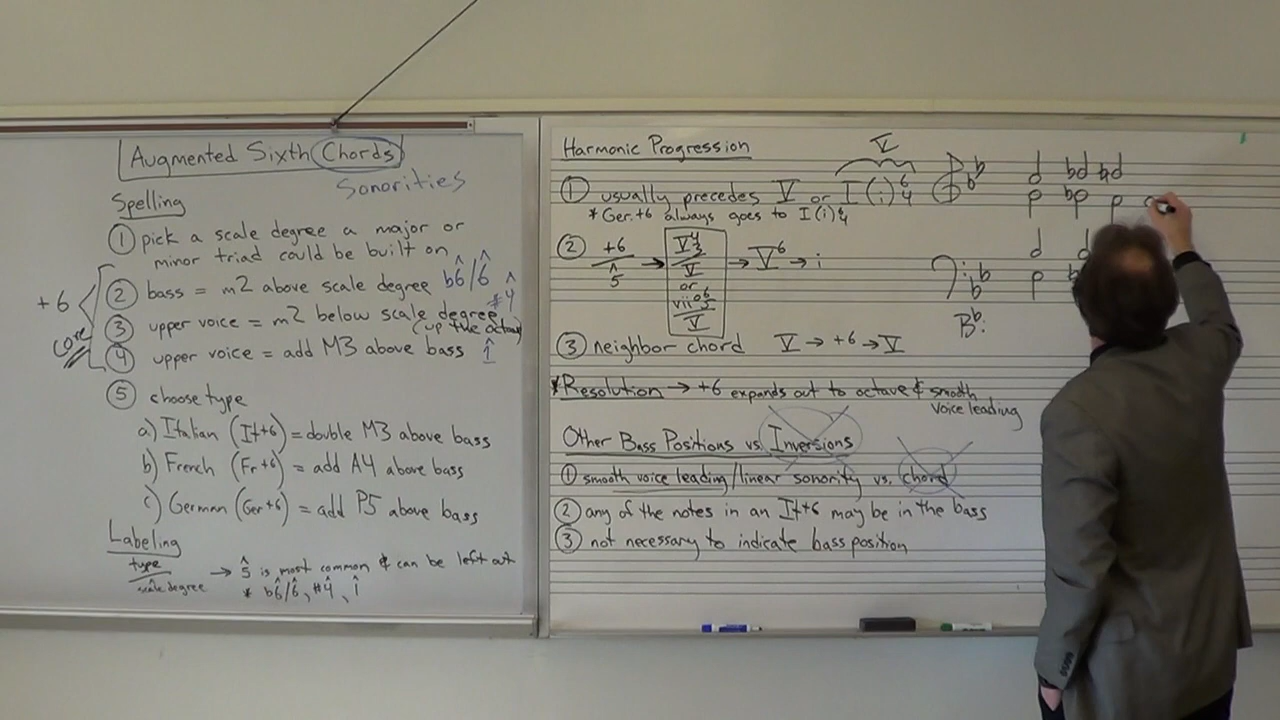 Augmented Sixth Chords
Sonorities
Spelling
① pick a scale degree a major or
minor triad could be built on
② bass = m2 above scale degree b6̂/6̂
③ upper voice = m2 below scale degree #4̂
(up the octave)
④ upper voice = add M3 above bass 1̂
+6
core
⑤ choose type
a) Italian (It+6) = double M3 above bass
b) French (Fr+6) = add A4 above bass
c) German (Ger+6) = add P5 above bass
Labeling
type
scale degree → 5̂ is most common & can be left out
* b6̂/6̂, #4̂, 1̂
Harmonic Progression
V
① usually precedes V or I(i)6/4
* Ger.+6 always goes to I(i)6/4
② +6/5̂ → V4/3/V or viiø6/5/V → V6 → i
③ neighbor chord V → +6 → V
*Resolution → +6 expands out to octave & smooth
voice leading
Other Bass Positions vs. Inversions
① smooth voice leading/linear sonority vs. chord
② any of the notes in an It+6 may be in the bass
③ not necessary to indicate bass position
Bb: